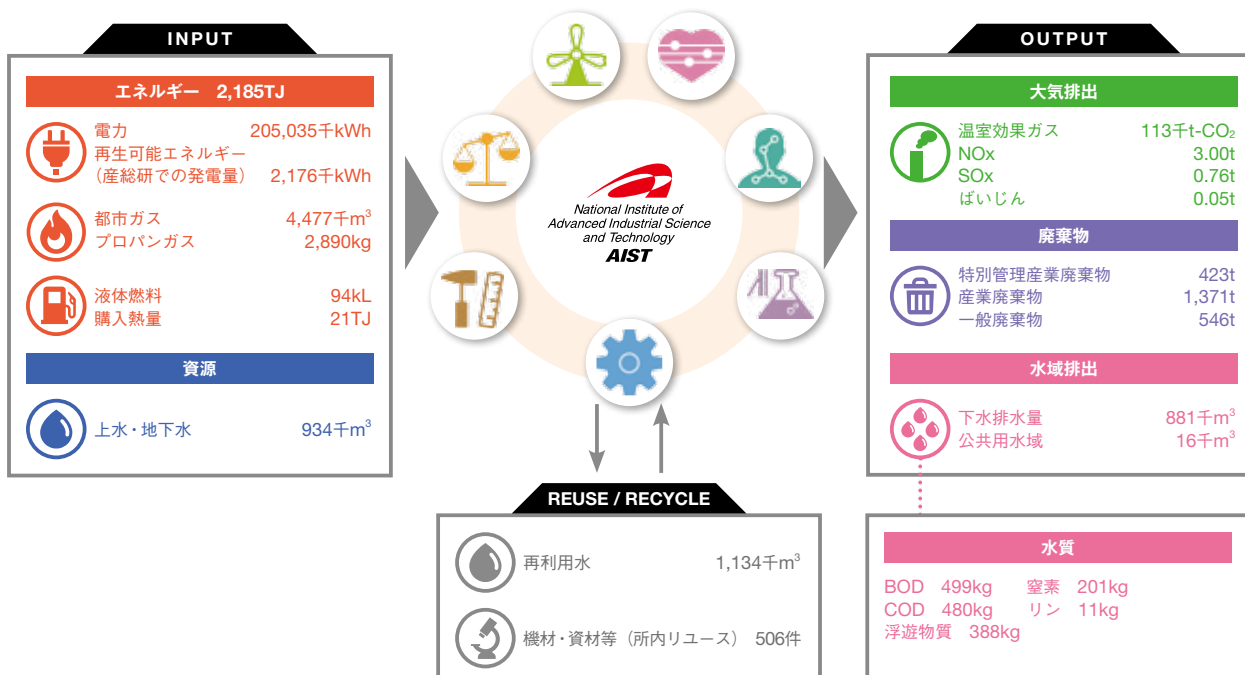 INPUT
エネルギー 2,185TJ
電力 205,035千kWh
再生可能エネルギー
(産総研での発電量) 2,176千kWh
都市ガス 4,477千m³
プロパンガス 2,890kg
液体燃料 94kL
購入熱量 21TJ
資源
上水・地下水 934千m³
National Institute of
Advanced Industrial Science
and Technology
AIST
REUSE / RECYCLE
再利用水 1,134千m³
機材・資材等(所内リユース) 506件
OUTPUT
大気排出
温室効果ガス 113千t-CO₂
NOx 3.00t
SOx 0.76t
ばいじん 0.05t
廃棄物
特別管理産業廃棄物 423t
産業廃棄物 1,371t
一般廃棄物 546t
水域排出
下水排水量 881千m³
公共用水域 16千m³
水質
BOD 499kg 窒素 201kg
COD 480kg リン 11kg
浮遊物質 388kg